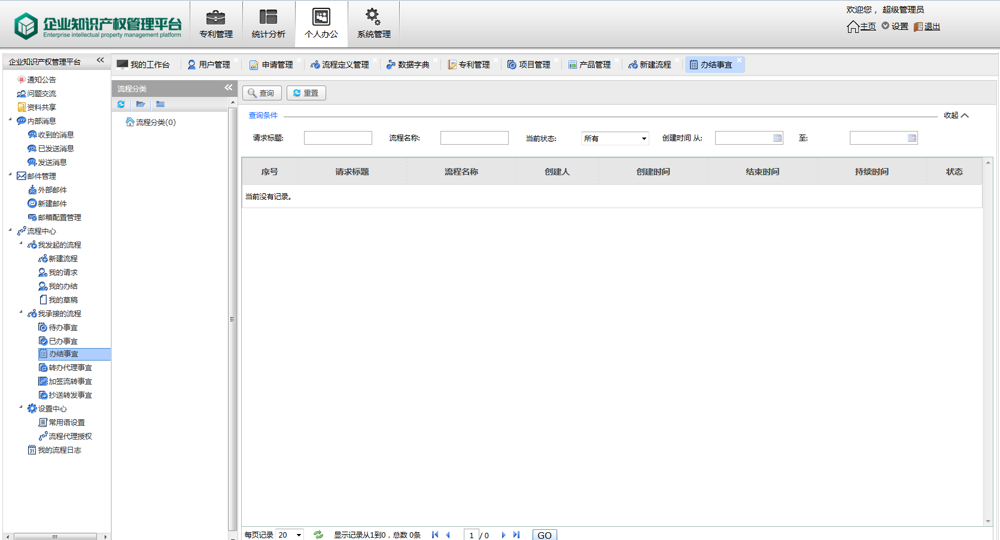 企业知识产权管理平台
Enterprise intellectual property management platform
专利管理
统计分析
个人办公
系统管理
欢迎您， 超级管理员
主页 设置 退出
企业知识产权管理平台
我的工作台 用户管理 申请管理 流程定义管理 数据字典 专利管理 项目管理 产品管理 新建流程 办结事宜
通知公告
问题交流
资料共享
内部消息
收到的消息
已发送消息
发送消息
邮件管理
外部邮件
新建邮件
邮箱配置管理
流程中心
我发起的流程
新建流程
我的请求
我的办结
我的草稿
我承接的流程
待办事宜
已办事宜
办结事宜
转办代理事宜
加签流转事宜
抄送转发事宜
设置中心
常用语设置
流程代理授权
我的流程日志
流程分类
流程分类(0)
查询 重置
查询条件 收起
请求标题: 流程名称: 当前状态: 所有 创建时间 从: 至:
序号 请求标题 流程名称 创建人 创建时间 结束时间 持续时间 状态
当前没有记录。
每页记录 20 显示记录从1到0，总数 0条 1 / 0 GO